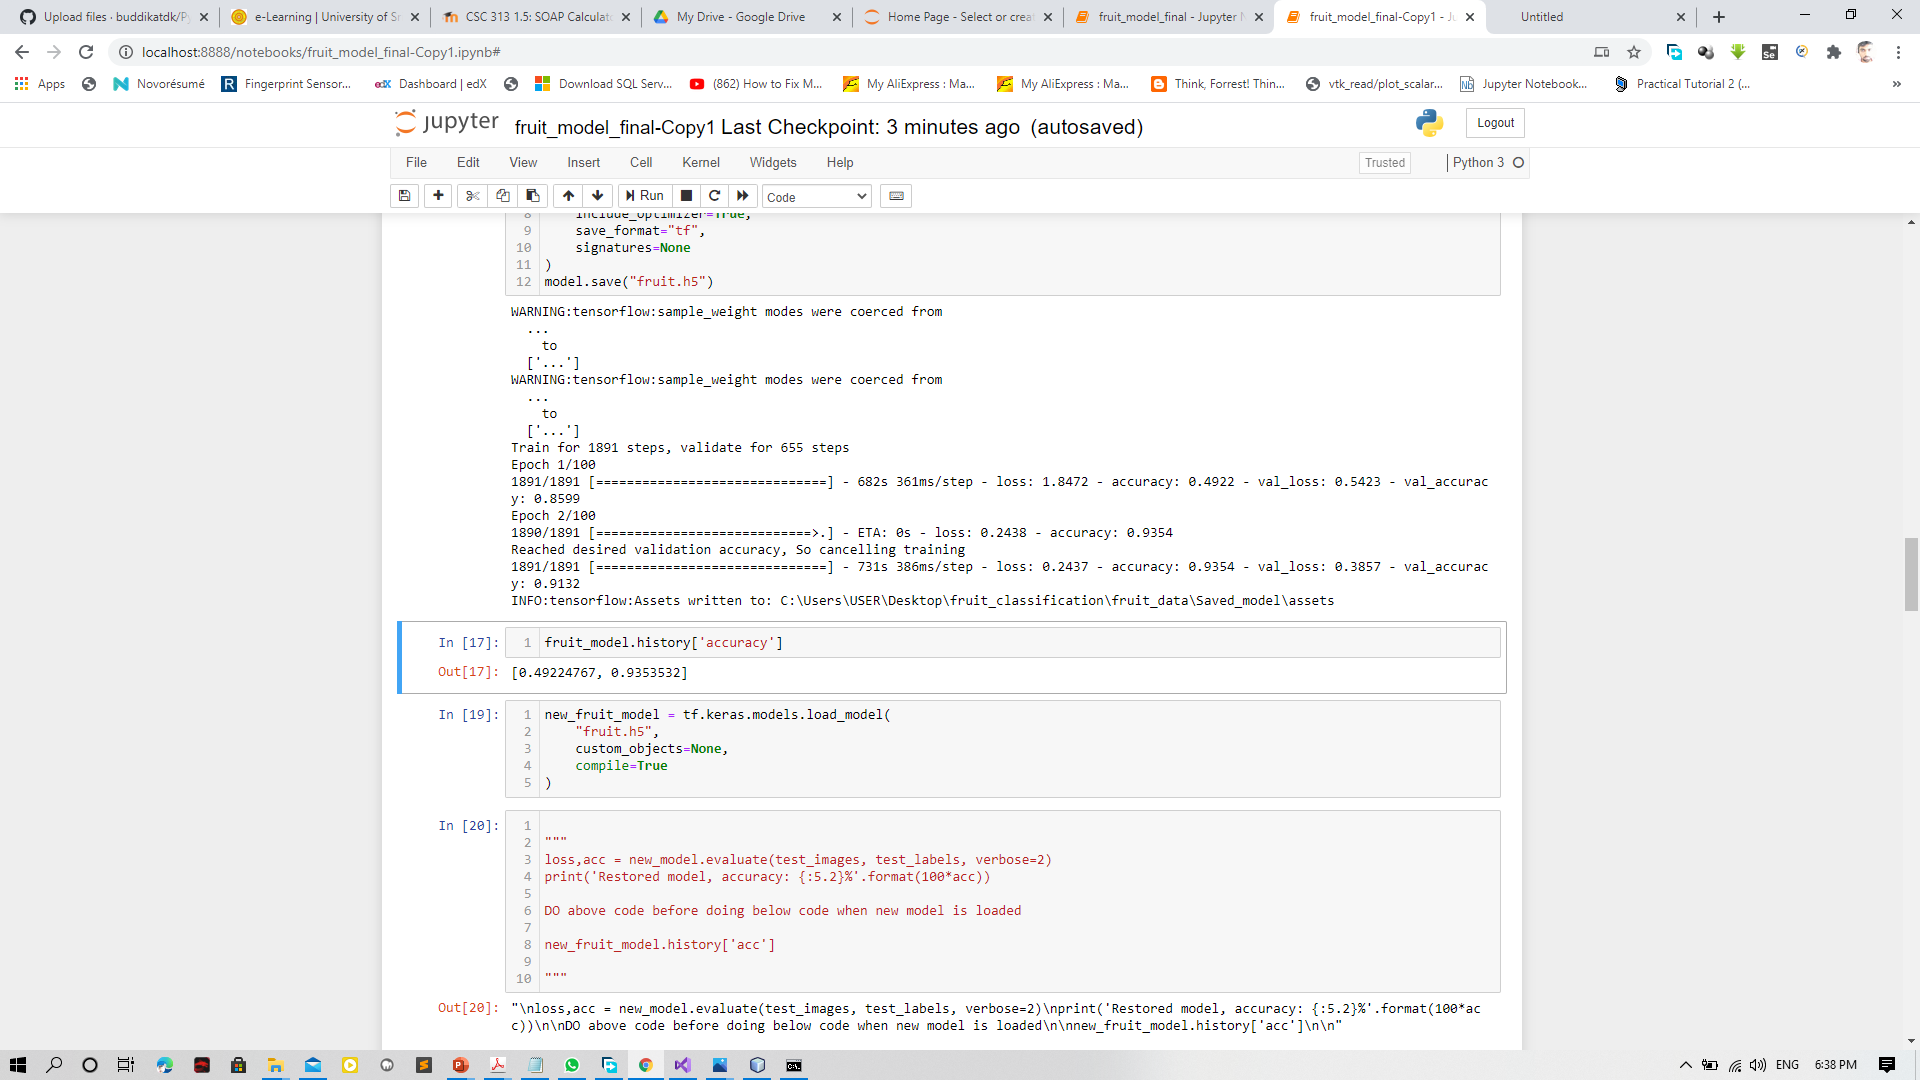 Upload files · buddikatdk/Py
e-Learning | University of Sr
CSC 313 1.5: SOAP Calculato
My Drive - Google Drive
Home Page - Select or creat
fruit_model_final - Jupyter N
fruit_model_final-Copy1 - Ju
Untitled
localhost:8888/notebooks/fruit_model_final-Copy1.ipynb#
Apps
Novorésumé
Fingerprint Sensor...
Dashboard | edX
Download SQL Serv...
(862) How to Fix M...
My AliExpress : Ma...
My AliExpress : Ma...
Think, Forrest! Thin...
vtk_read/plot_scalar...
Jupyter Notebook...
Practical Tutorial 2 (...
»
jupyter fruit_model_final-Copy1 Last Checkpoint: 3 minutes ago (autosaved)
Logout
File Edit View Insert Cell Kernel Widgets Help
Trusted
Python 3
Run
Code
8     include_optimizer=True,
9     save_format="tf",
10     signatures=None
11 )
12 model.save("fruit.h5")
WARNING:tensorflow:sample_weight modes were coerced from
  ...
    to
  ['...']
WARNING:tensorflow:sample_weight modes were coerced from
  ...
    to
  ['...']
Train for 1891 steps, validate for 655 steps
Epoch 1/100
1891/1891 [==============================] - 682s 361ms/step - loss: 1.8472 - accuracy: 0.4922 - val_loss: 0.5423 - val_accurac
y: 0.8599
Epoch 2/100
1890/1891 [============================>.] - ETA: 0s - loss: 0.2438 - accuracy: 0.9354
Reached desired validation accuracy, So cancelling training
1891/1891 [==============================] - 731s 386ms/step - loss: 0.2437 - accuracy: 0.9354 - val_loss: 0.3857 - val_accurac
y: 0.9132
INFO:tensorflow:Assets written to: C:\Users\USER\Desktop\fruit_classification\fruit_data\Saved_model\assets
In [17]: 1 fruit_model.history['accuracy']
Out[17]: [0.49224767, 0.9353532]
In [19]: 1 new_fruit_model = tf.keras.models.load_model(
2     "fruit.h5",
3     custom_objects=None,
4     compile=True
5 )
In [20]: 1
2 """
3 loss,acc = new_model.evaluate(test_images, test_labels, verbose=2)
4 print('Restored model, accuracy: {:5.2}%'.format(100*acc))
5
6 DO above code before doing below code when new model is loaded
7
8 new_fruit_model.history['acc']
9
10 """
Out[20]: "\nloss,acc = new_model.evaluate(test_images, test_labels, verbose=2)\nprint('Restored model, accuracy: {:5.2}%'.format(100*ac
c))\n\nDO above code before doing below code when new model is loaded\n\nnew_fruit_model.history['acc']\n\n"
ENG
6:38 PM